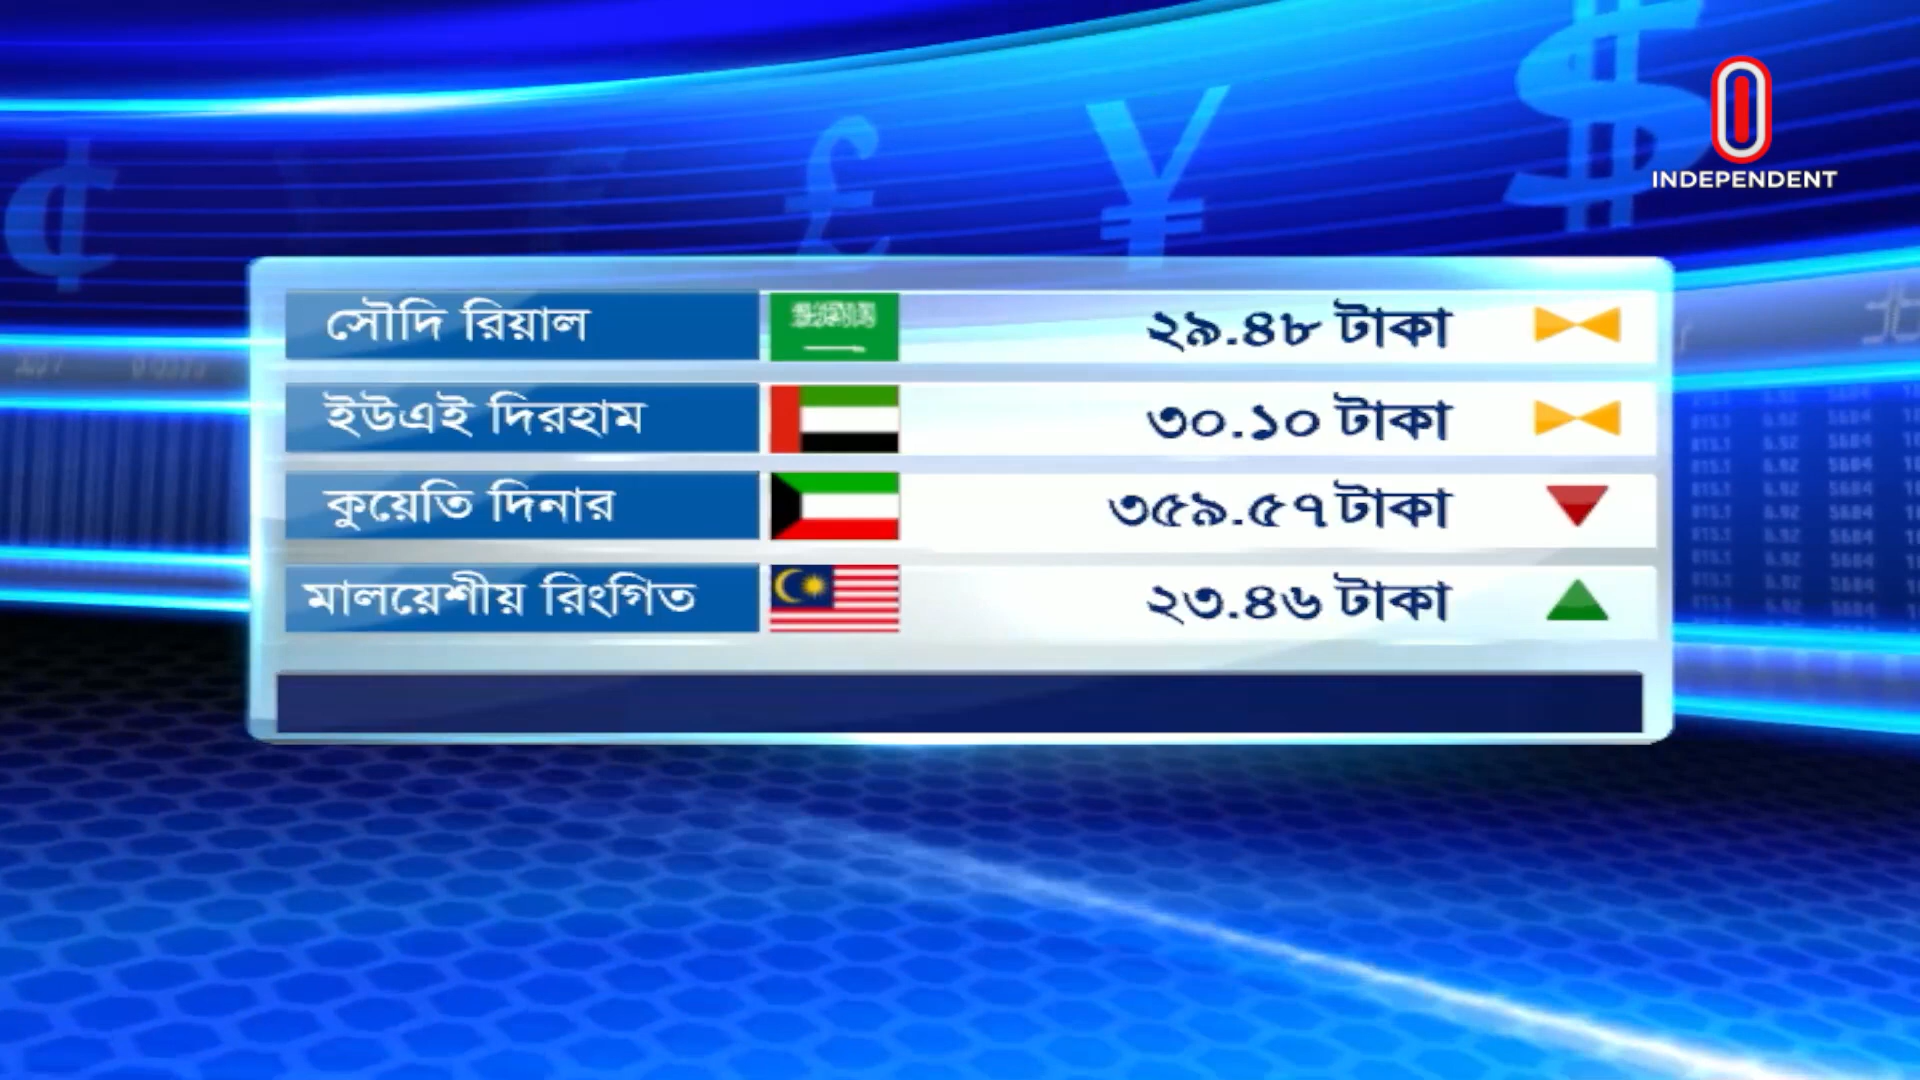 INDEPENDENT
সৌদি রিয়াল ২৯.৪৮ টাকা
ইউএই দিরহাম ৩০.১০ টাকা
কুয়েতি দিনার ৩৫৯.৫৭ টাকা
মালয়েশীয় রিংগিত ২৩.৪৬ টাকা